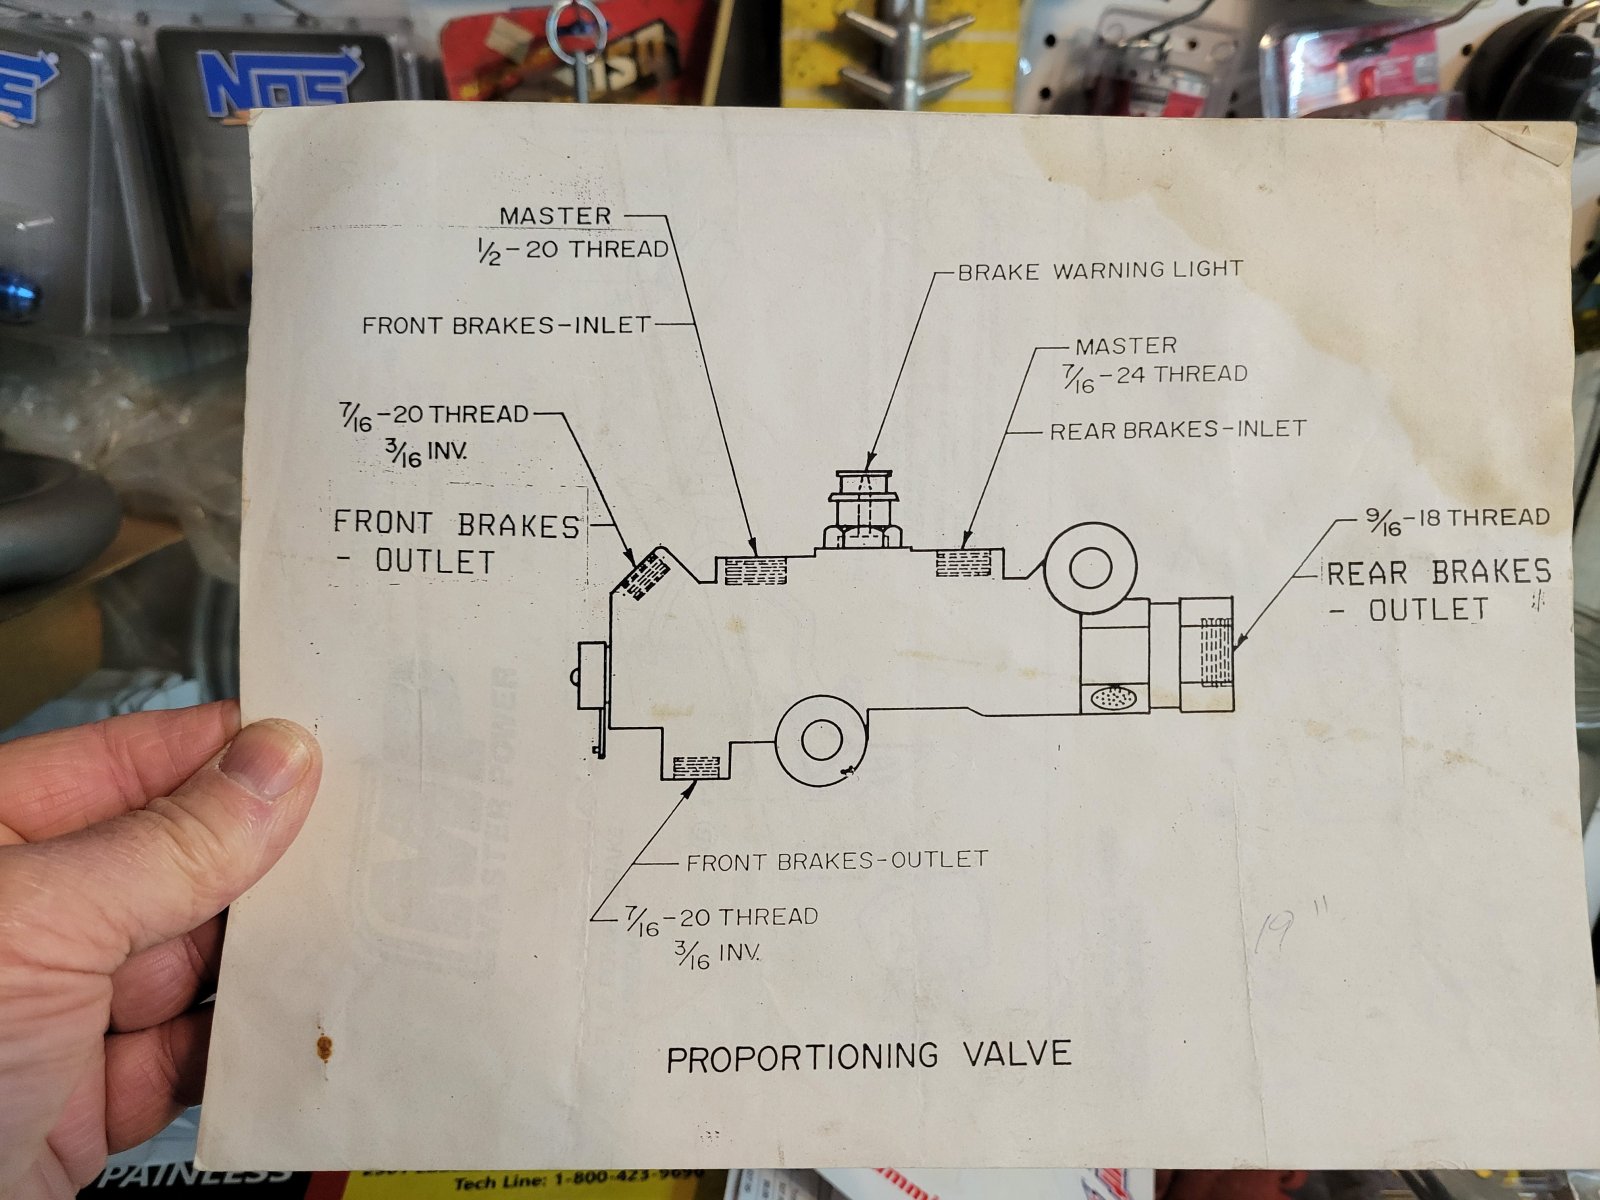 NOS
MASTER
1/2-20 THREAD
FRONT BRAKES-INLET
7/16-20 THREAD
3/16 INV.
FRONT BRAKES
- OUTLET
BRAKE WARNING LIGHT
MASTER
7/16-24 THREAD
REAR BRAKES-INLET
9/16-18 THREAD
REAR BRAKES
- OUTLET
FRONT BRAKES-OUTLET
7/16-20 THREAD
3/16 INV.
19"
PROPORTIONING VALVE
PAINLESS
Tech Line: 1-800-423-9696